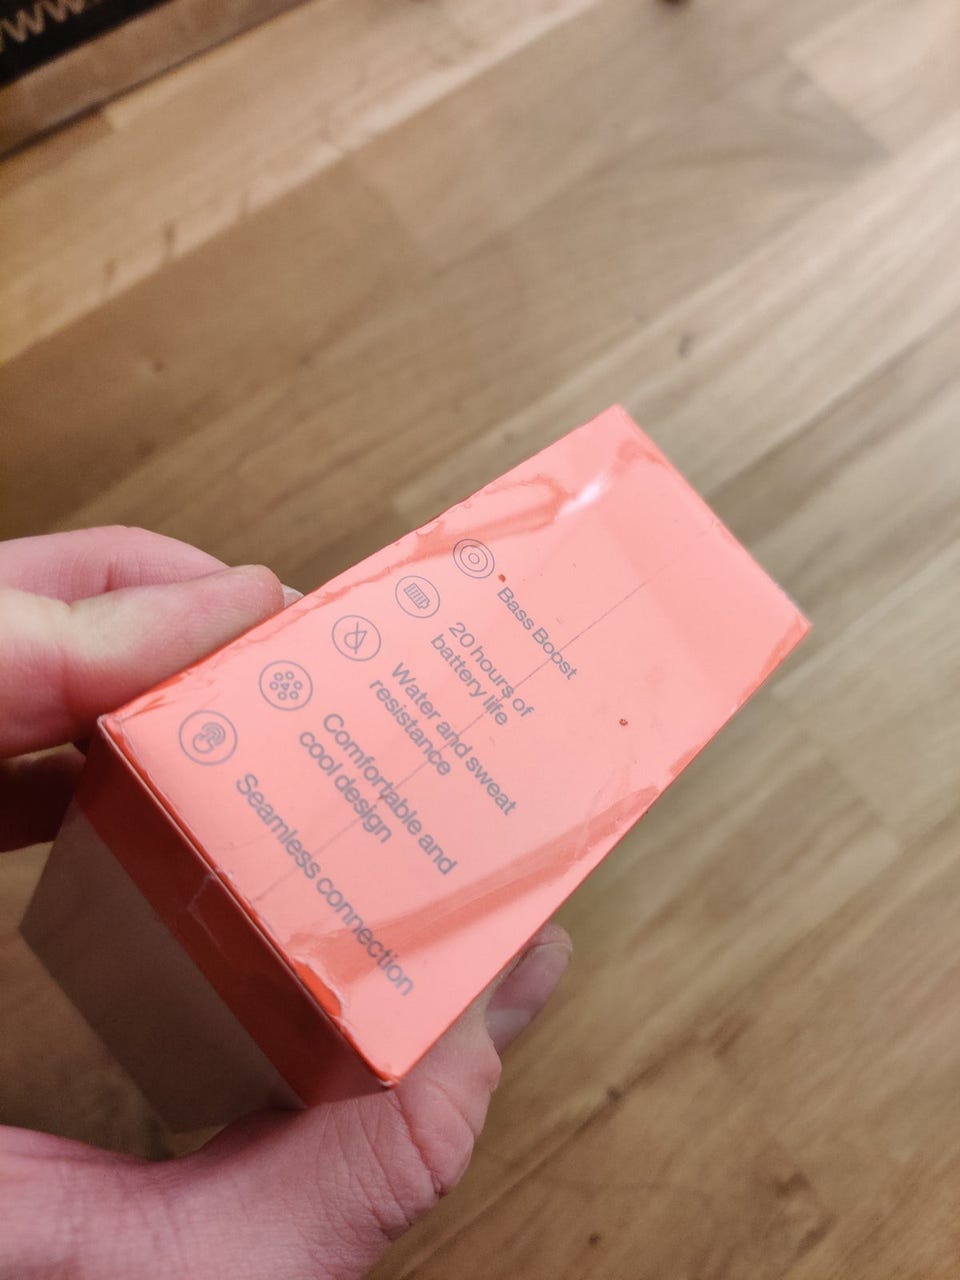 Bass Boost
20 hours of
battery life
Water and sweat
resistance
Comfortable and
cool design
Seamless connection